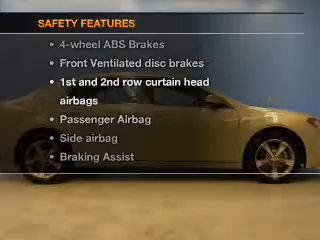 SAFETY FEATURES
• 4-wheel ABS Brakes
• Front Ventilated disc brakes
• 1st and 2nd row curtain head
airbags
• Passenger Airbag
• Side airbag
• Braking Assist